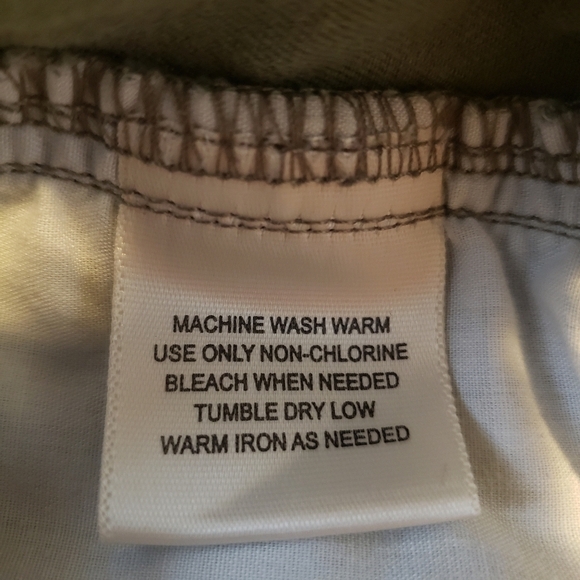 MACHINE WASH WARM
USE ONLY NON-CHLORINE
BLEACH WHEN NEEDED
TUMBLE DRY LOW
WARM IRON AS NEEDED